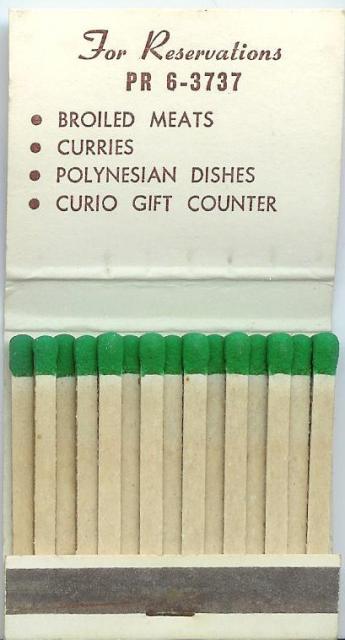 For Reservations
PR 6-3737
• BROILED MEATS
• CURRIES
• POLYNESIAN DISHES
• CURIO GIFT COUNTER